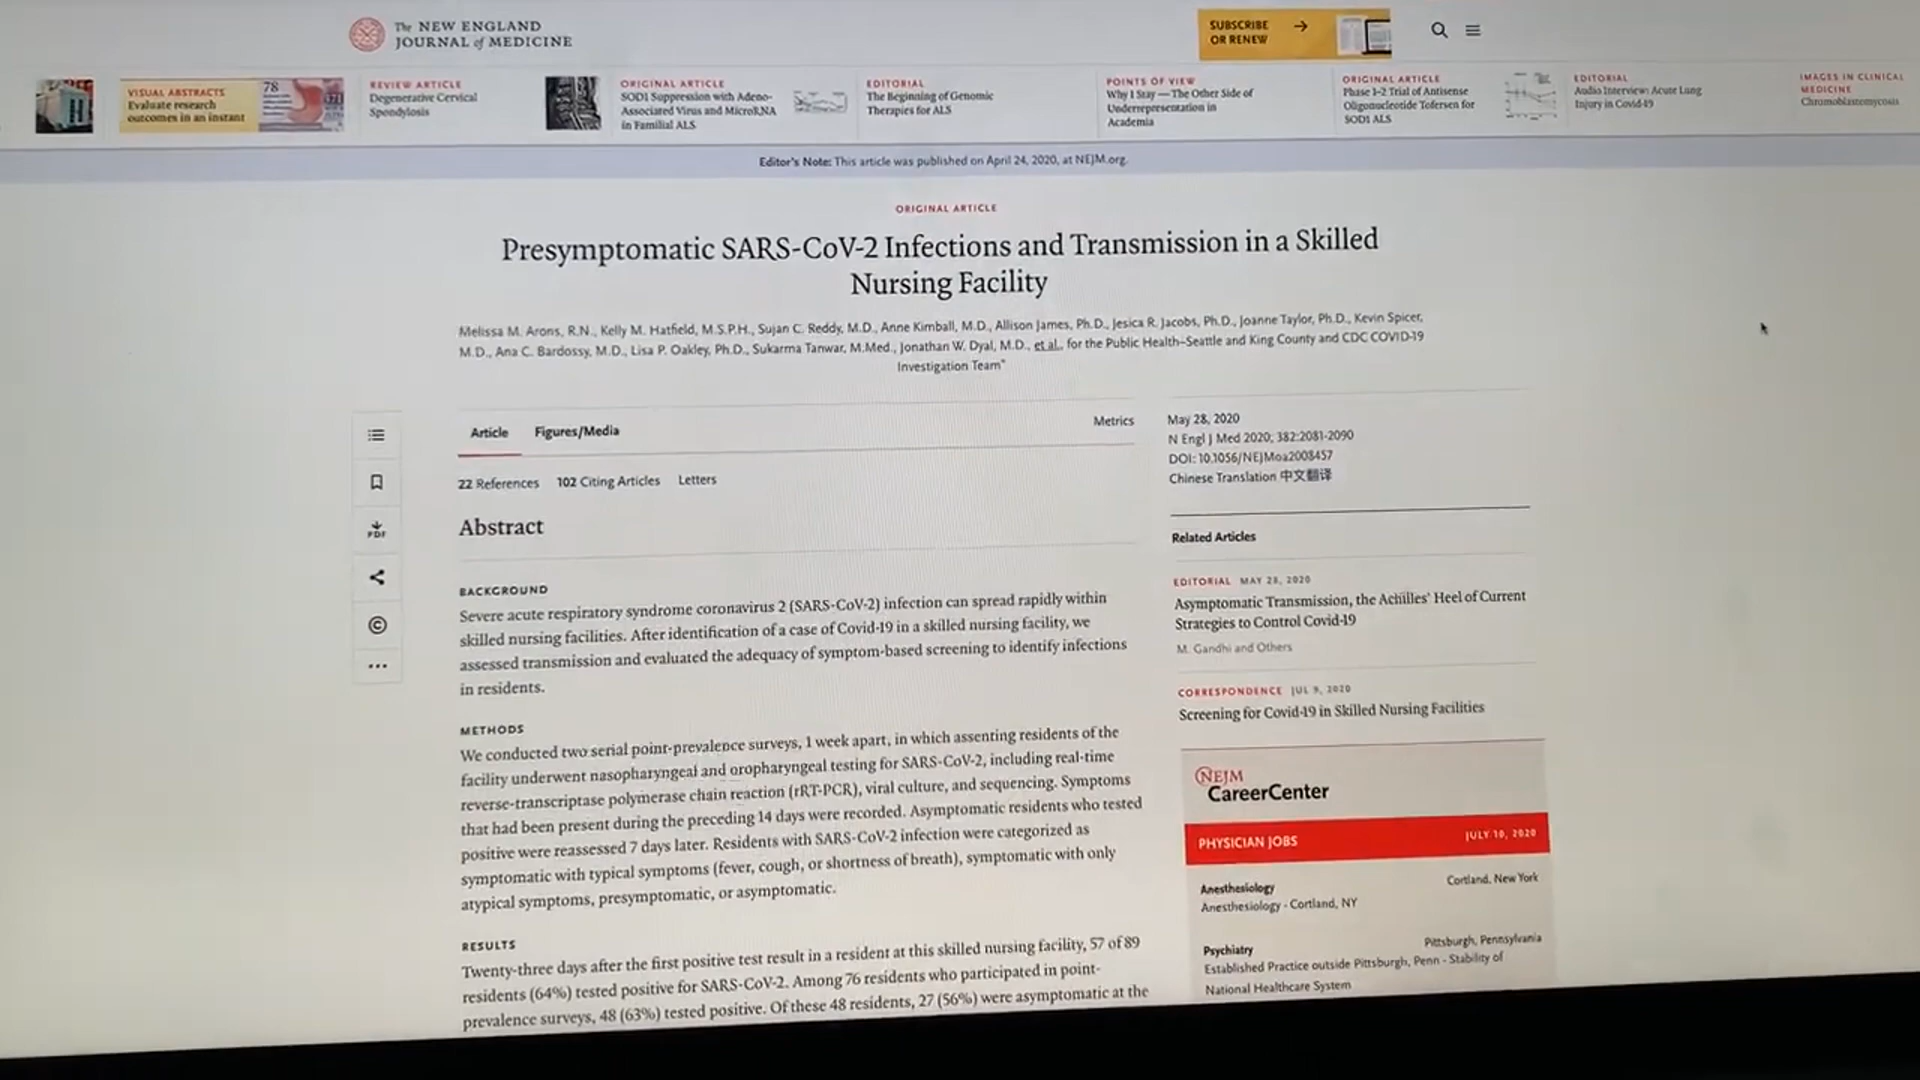 The NEW ENGLAND
JOURNAL of MEDICINE
SUBSCRIBE
OR RENEW
VISUAL ABSTRACTS
Evaluate research
outcomes in an instant
78
REVIEW ARTICLE
Degenerative Cervical
Spondylosis
ORIGINAL ARTICLE
SOD1 Suppression with Adeno-
Associated Virus and MicroRNA
in Familial ALS
EDITORIAL
The Beginning of Genomic
Therapies for ALS
POINTS OF VIEW
Why I Stay — The Other Side of
Underrepresentation in
Academia
ORIGINAL ARTICLE
Phase 1–2 Trial of Antisense
Oligonucleotide Tofersen for
SOD1 ALS
EDITORIAL
Audio Interview: Acute Lung
Injury in Covid-19
IMAGES IN CLINICAL
MEDICINE
Chromoblastomycosis
Editor's Note: This article was published on April 24, 2020, at NEJM.org.
ORIGINAL ARTICLE
Presymptomatic SARS-CoV-2 Infections and Transmission in a Skilled
Nursing Facility
Melissa M. Arons, R.N., Kelly M. Hatfield, M.S.P.H., Sujan C. Reddy, M.D., Anne Kimball, M.D., Allison James, Ph.D., Jesica R. Jacobs, Ph.D., Joanne Taylor, Ph.D., Kevin Spicer,
M.D., Ana C. Bardossy, M.D., Lisa P. Oakley, Ph.D., Sukarma Tanwar, M.Med., Jonathan W. Dyal, M.D., et al., for the Public Health–Seattle and King County and CDC COVID-19
Investigation Team*
Article Figures/Media
Metrics
22 References 102 Citing Articles Letters
PDF
Abstract
BACKGROUND
Severe acute respiratory syndrome coronavirus 2 (SARS-CoV-2) infection can spread rapidly within
skilled nursing facilities. After identification of a case of Covid-19 in a skilled nursing facility, we
assessed transmission and evaluated the adequacy of symptom-based screening to identify infections
in residents.
METHODS
We conducted two serial point-prevalence surveys, 1 week apart, in which assenting residents of the
facility underwent nasopharyngeal and oropharyngeal testing for SARS-CoV-2, including real-time
reverse-transcriptase polymerase chain reaction (rRT-PCR), viral culture, and sequencing. Symptoms
that had been present during the preceding 14 days were recorded. Asymptomatic residents who tested
positive were reassessed 7 days later. Residents with SARS-CoV-2 infection were categorized as
symptomatic with typical symptoms (fever, cough, or shortness of breath), symptomatic with only
atypical symptoms, presymptomatic, or asymptomatic.
RESULTS
Twenty-three days after the first positive test result in a resident at this skilled nursing facility, 57 of 89
residents (64%) tested positive for SARS-CoV-2. Among 76 residents who participated in point-
prevalence surveys, 48 (63%) tested positive. Of these 48 residents, 27 (56%) were asymptomatic at the
May 28, 2020
N Engl J Med 2020; 382:2081-2090
DOI: 10.1056/NEJMoa2008457
Chinese Translation 中文翻译
Related Articles
EDITORIAL MAY 28, 2020
Asymptomatic Transmission, the Achilles' Heel of Current
Strategies to Control Covid-19
M. Gandhi and Others
CORRESPONDENCE JUL 9, 2020
Screening for Covid-19 in Skilled Nursing Facilities
NEJM
CareerCenter
PHYSICIAN JOBS JULY 10, 2020
Anesthesiology Cortland, New York
Anesthesiology - Cortland, NY
Psychiatry Pittsburgh, Pennsylvania
Established Practice outside Pittsburgh, Penn - Stability of
National Healthcare System